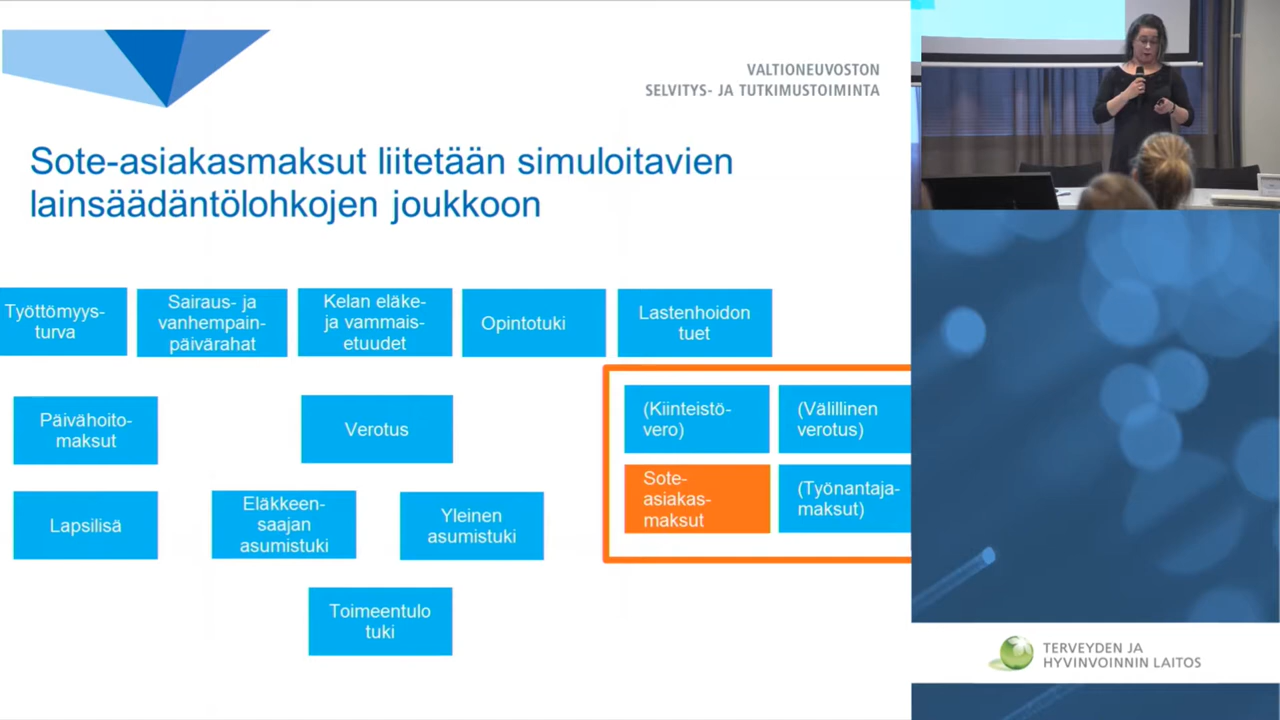 VALTIONEUVOSTON
SELVITYS- JA TUTKIMUSTOIMINTA
Sote-asiakasmaksut liitetään simuloitavien
lainsäädäntölohkojen joukkoon
Työttömyys-
turva
Sairaus- ja
vanhempain-
päivärahat
Kelan eläke-
ja vammais-
etuudet
Opintotuki
Lastenhoidon
tuet
Päivähoito-
maksut
Verotus
(Kiinteistö-
vero)
(Välillinen
verotus)
Sote-
asiakas-
maksut
(Työnantaja-
maksut)
Lapsilisä
Eläkkeen-
saajan
asumistuki
Yleinen
asumistuki
Toimeentulo
tuki
TERVEYDEN JA
HYVINVOINNIN LAITOS